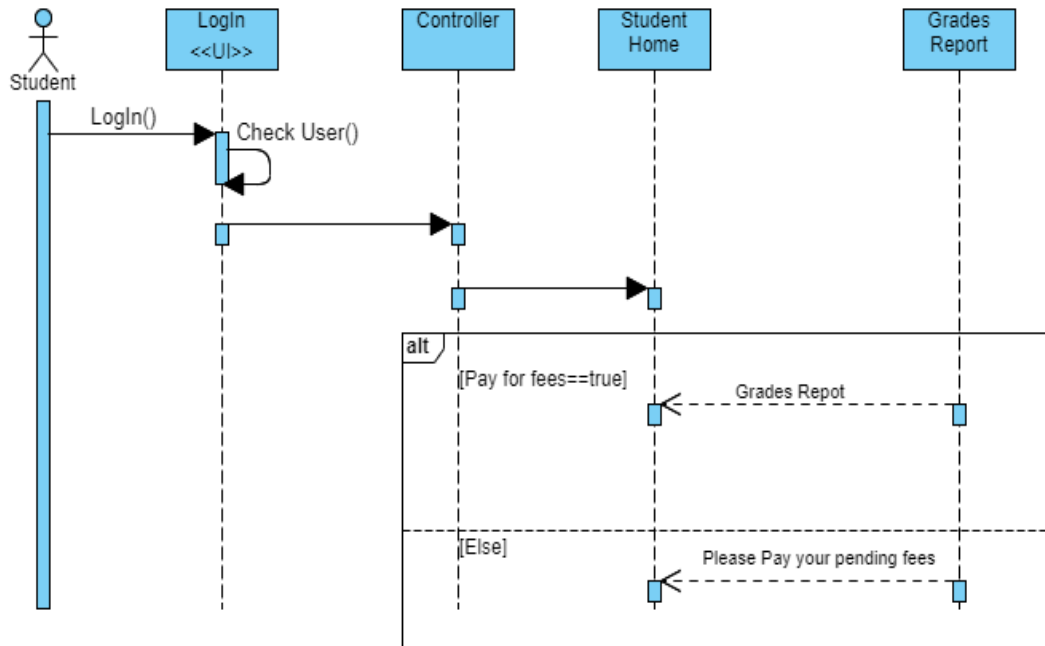 Student
LogIn
<<UI>>
Controller
Student
Home
Grades
Report
LogIn()
Check User()
alt
[Pay for fees==true]
Grades Repot
[Else]
Please Pay your pending fees